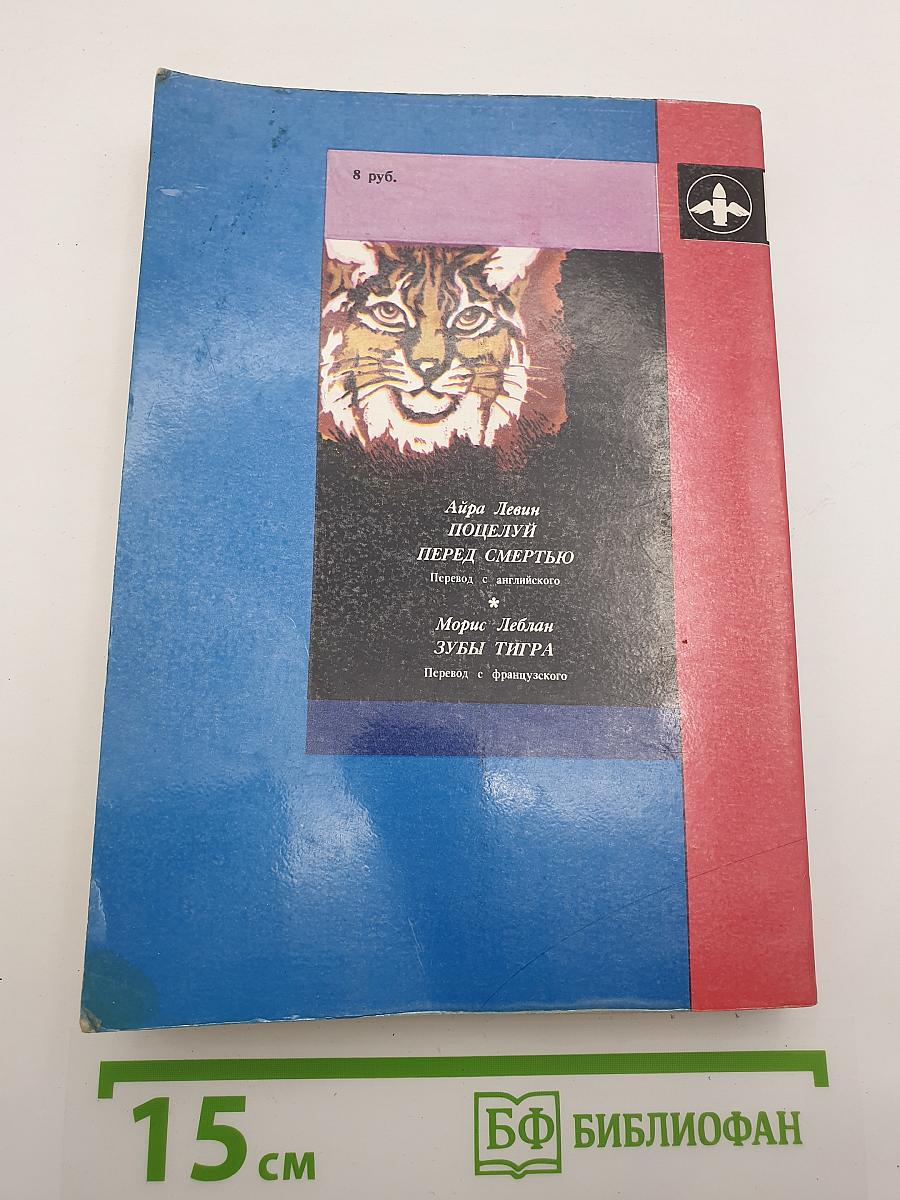 8 руб.
Айра Левин
ПОЦЕЛУЙ
ПЕРЕД СМЕРТЬЮ
Перевод с английского
*
Морис Леблан
ЗУБЫ ТИГРА
Перевод с французского
15 см
БФ БИБЛИОФАН